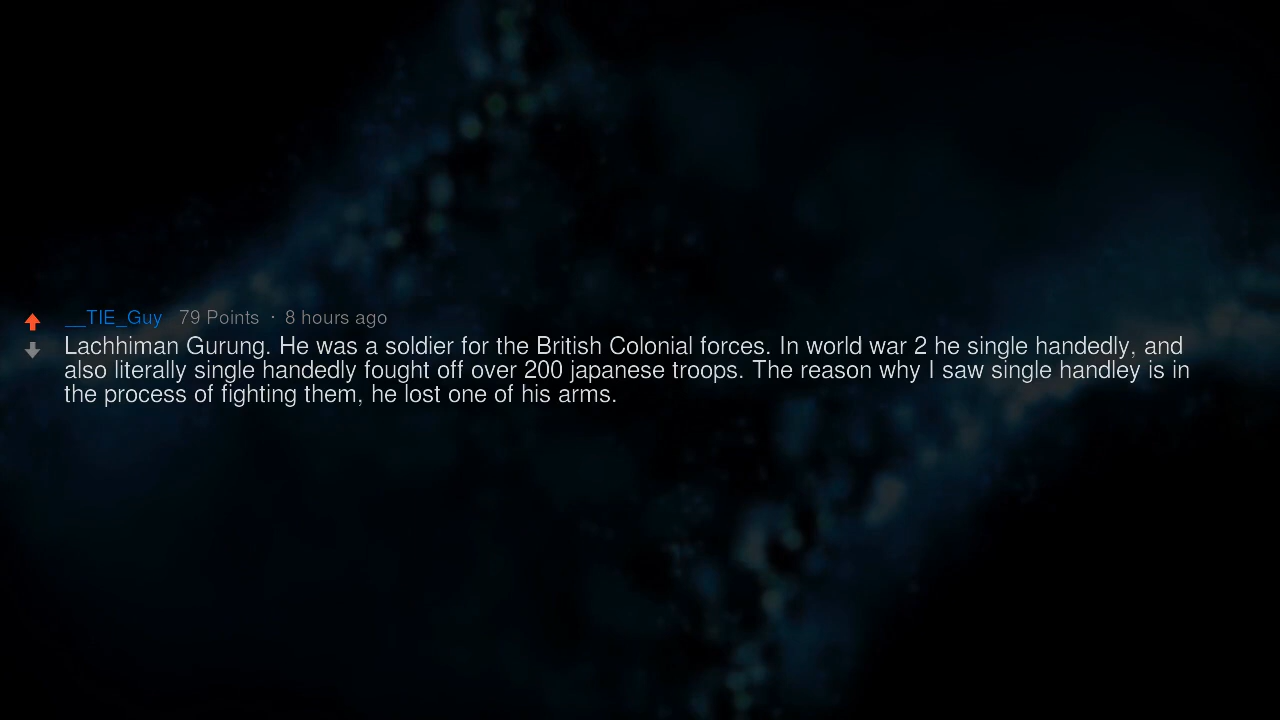 __TIE_Guy 79 Points · 8 hours ago
Lachhiman Gurung. He was a soldier for the British Colonial forces. In world war 2 he single handedly, and
also literally single handedly fought off over 200 japanese troops. The reason why I saw single handley is in
the process of fighting them, he lost one of his arms.